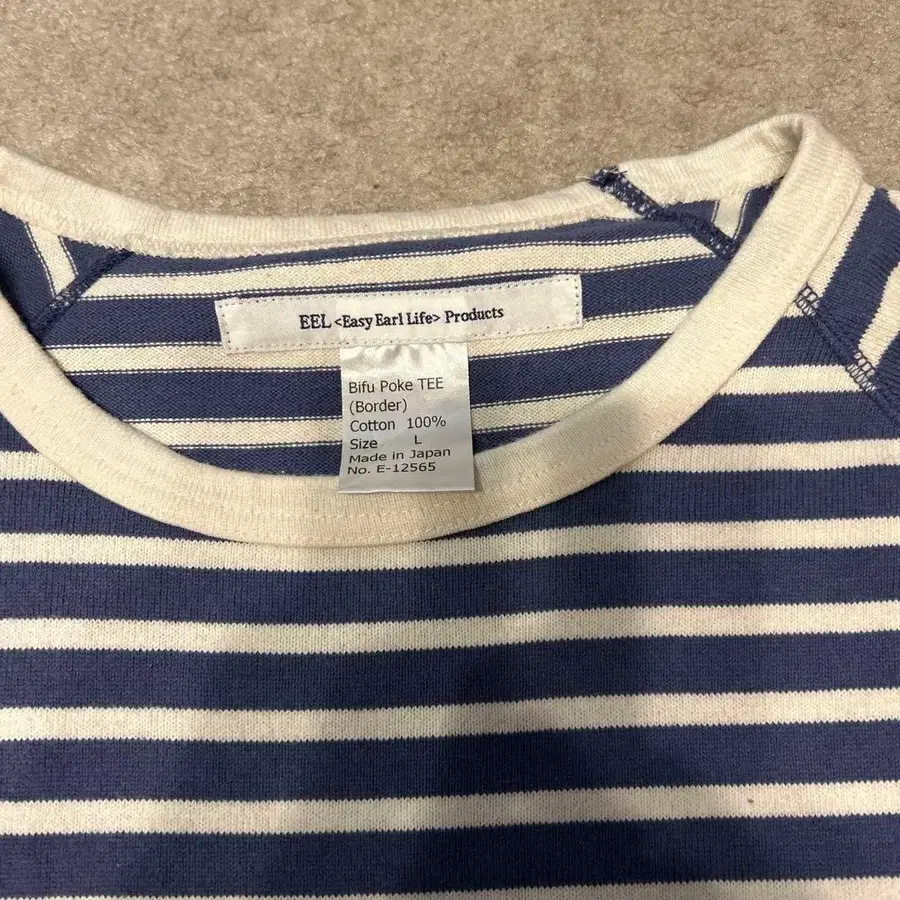 EEL <Easy Earl Life> Products
Bifu Poke TEE
(Border)
Cotton 100%
Size L
Made in Japan
No. E-12565